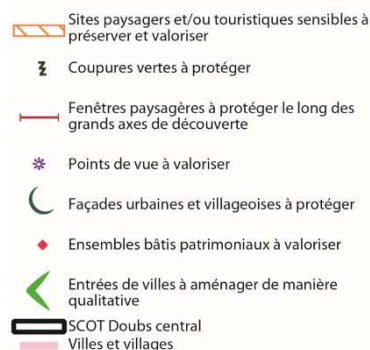 Sites paysagers et/ou touristiques sensibles à
préserver et valoriser
Coupures vertes à protéger
Fenêtres paysagères à protéger le long des
grands axes de découverte
Points de vue à valoriser
Façades urbaines et villageoises à protéger
Ensembles bâtis patrimoniaux à valoriser
Entrées de villes à aménager de manière
qualitative
SCOT Doubs central
Villes et villages